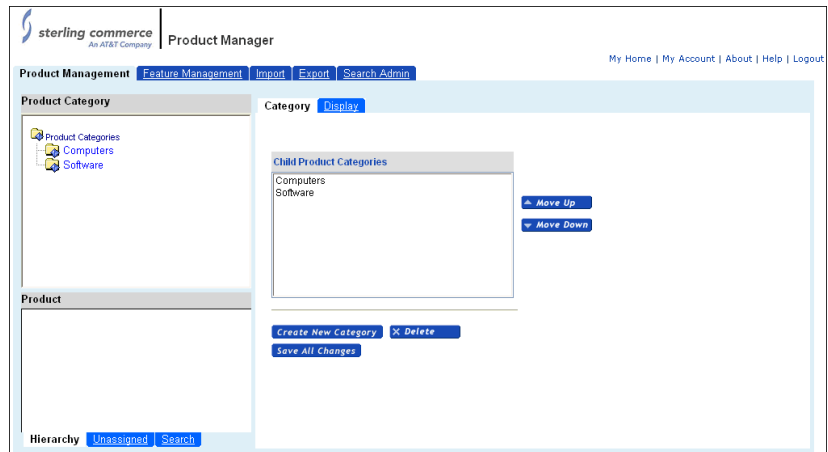 sterling commerce
An AT&T Company
Product Manager
My Home | My Account | About | Help | Logout
Product Management Feature Management Import Export Search Admin
Product Category
Product Categories
Computers
Software
Product
Hierarchy Unassigned Search
Category Display
Child Product Categories
Computers
Software
Move Up
Move Down
Create New Category X Delete
Save All Changes